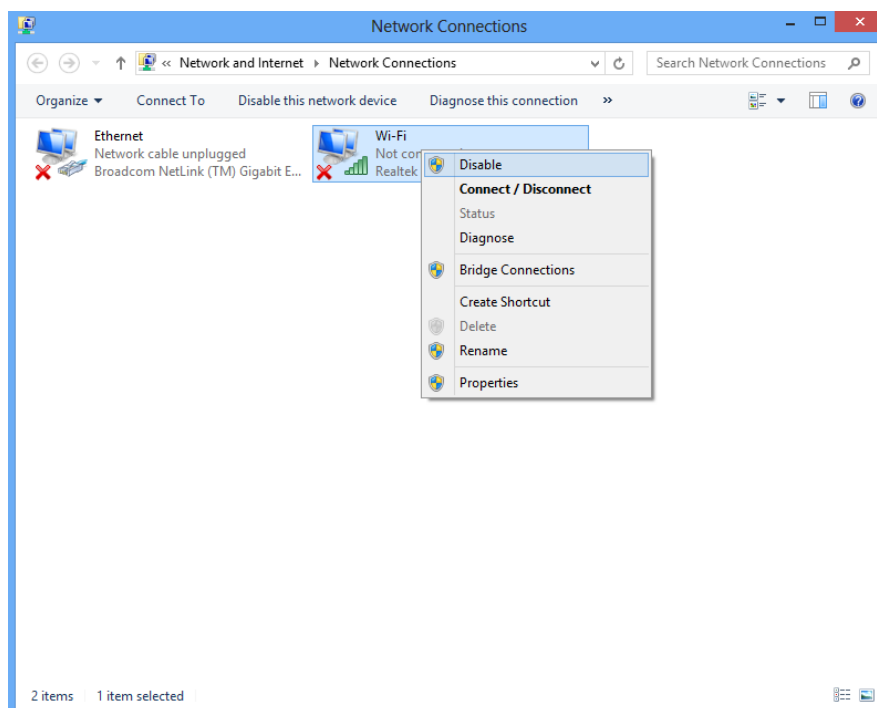 Network Connections
« Network and Internet Network Connections
Search Network Connections
Organize Connect To Disable this network device Diagnose this connection »
Ethernet
Network cable unplugged
Broadcom NetLink (TM) Gigabit E...
Wi-Fi
Not
Realtek
Disable
Connect / Disconnect
Status
Diagnose
Bridge Connections
Create Shortcut
Delete
Rename
Properties
2 items 1 item selected